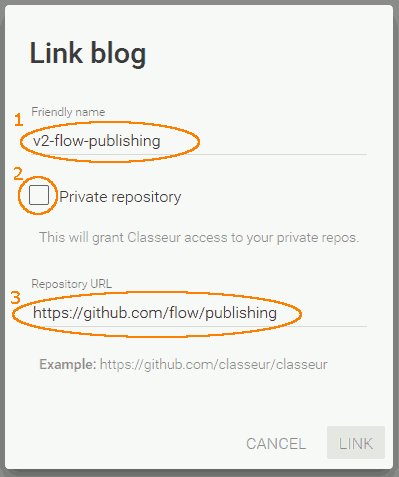 Link blog
1
Friendly name
v2-flow-publishing
2
Private repository
This will grant Classeur access to your private repos.
Repository URL
3
https://github.com/flow/publishing
Example: https://github.com/classeur/classeur
CANCEL LINK